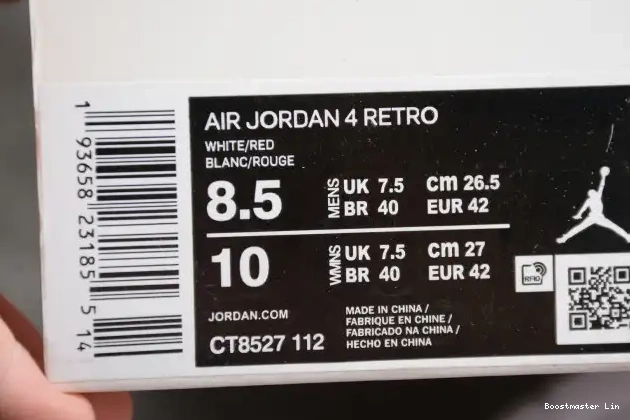 AIR JORDAN 4 RETRO
WHITE/RED
BLANC/ROUGE
8.5 MENS UK 7.5 cm 26.5
BR 40 EUR 42
10 WMNS UK 7.5 cm 27
BR 40 EUR 42
RFID
JORDAN.COM
CT8527 112
MADE IN CHINA /
FABRIQUE EN CHINE /
FABRICADO NA CHINA /
HECHO EN CHINA
1 93658 23185 5 14
Boostmaster Lin